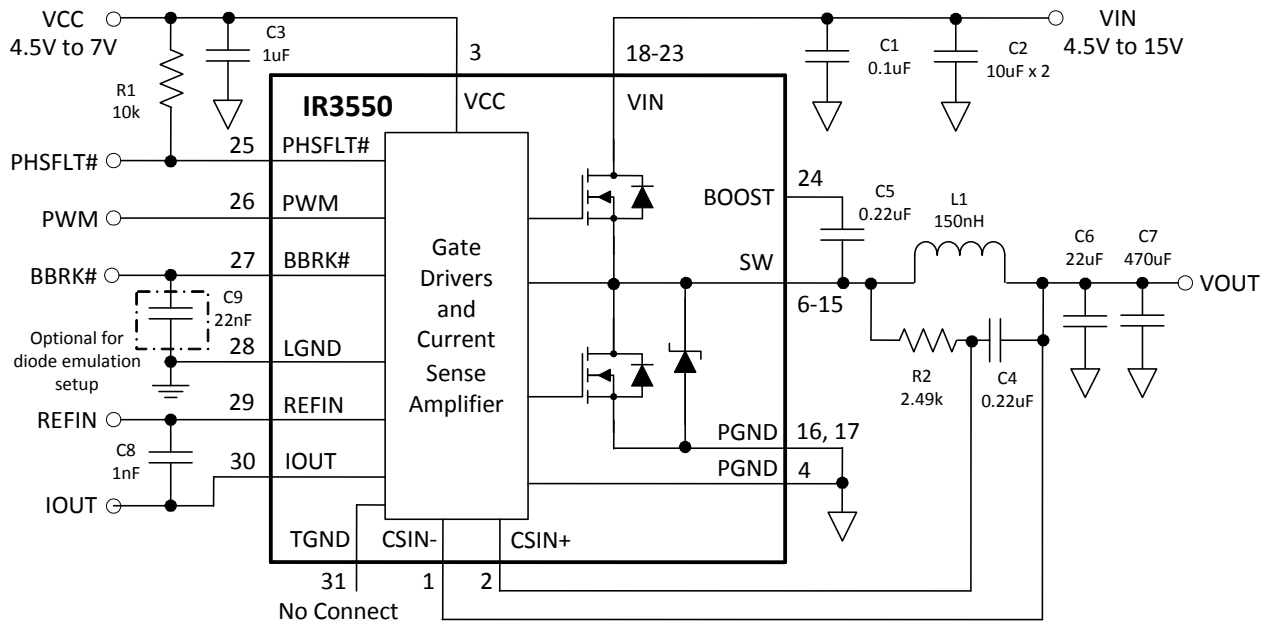 VCC
4.5V to 7V
C3
1uF
3
18-23
C1
0.1uF
C2
10uF x 2
VIN
4.5V to 15V
R1
10k
IR3550
VCC
VIN
25
PHSFLT#
PHSFLT#
26
PWM
PWM
27
BBRK#
BBRK#
C9
22nF
Optional for
diode emulation
setup
28
LGND
29
REFIN
REFIN
C8
1nF
30
IOUT
IOUT
Gate
Drivers
and
Current
Sense
Amplifier
BOOST
24
C5
0.22uF
L1
150nH
C6
22uF
C7
470uF
SW
6-15
VOUT
R2
2.49k
C4
0.22uF
PGND
16, 17
PGND
4
TGND
CSIN-
CSIN+
31
1
2
No Connect